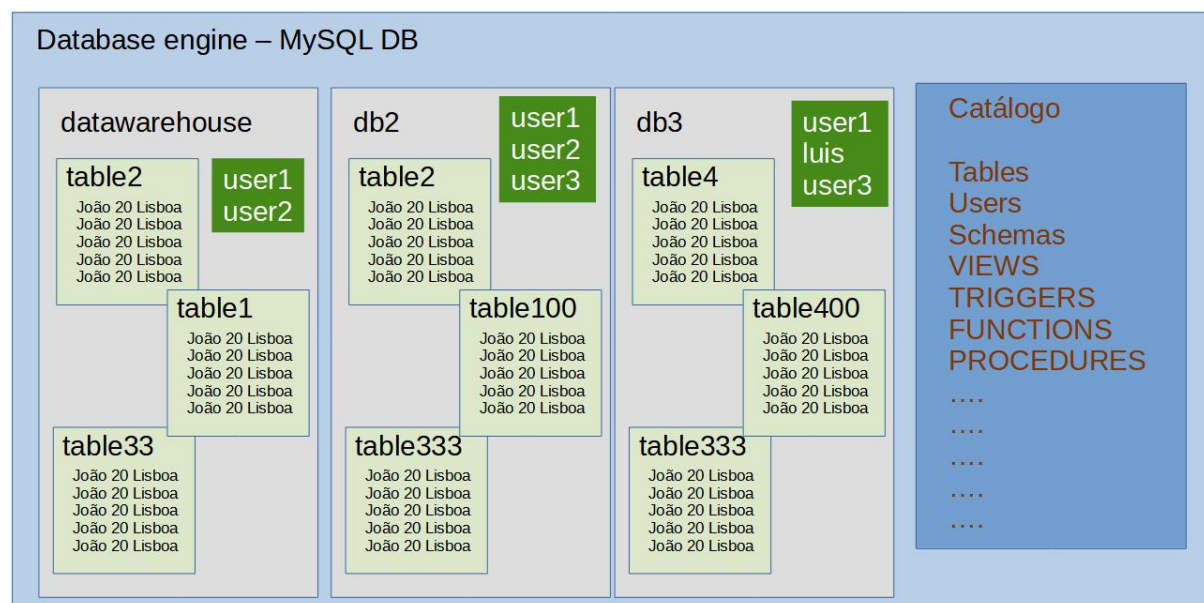 Database engine – MySQL DB
datawarehouse
user1
user2
table2
João 20 Lisboa
João 20 Lisboa
João 20 Lisboa
João 20 Lisboa
João 20 Lisboa
table1
João 20 Lisboa
João 20 Lisboa
João 20 Lisboa
João 20 Lisboa
João 20 Lisboa
table33
João 20 Lisboa
João 20 Lisboa
João 20 Lisboa
João 20 Lisboa
João 20 Lisboa
db2
user1
user2
user3
table2
João 20 Lisboa
João 20 Lisboa
João 20 Lisboa
João 20 Lisboa
João 20 Lisboa
table100
João 20 Lisboa
João 20 Lisboa
João 20 Lisboa
João 20 Lisboa
João 20 Lisboa
table333
João 20 Lisboa
João 20 Lisboa
João 20 Lisboa
João 20 Lisboa
João 20 Lisboa
db3
user1
luis
user3
table4
João 20 Lisboa
João 20 Lisboa
João 20 Lisboa
João 20 Lisboa
João 20 Lisboa
table400
João 20 Lisboa
João 20 Lisboa
João 20 Lisboa
João 20 Lisboa
João 20 Lisboa
table333
João 20 Lisboa
João 20 Lisboa
João 20 Lisboa
João 20 Lisboa
João 20 Lisboa
Catálogo
Tables
Users
Schemas
VIEWS
TRIGGERS
FUNCTIONS
PROCEDURES
....
....
....
....
....